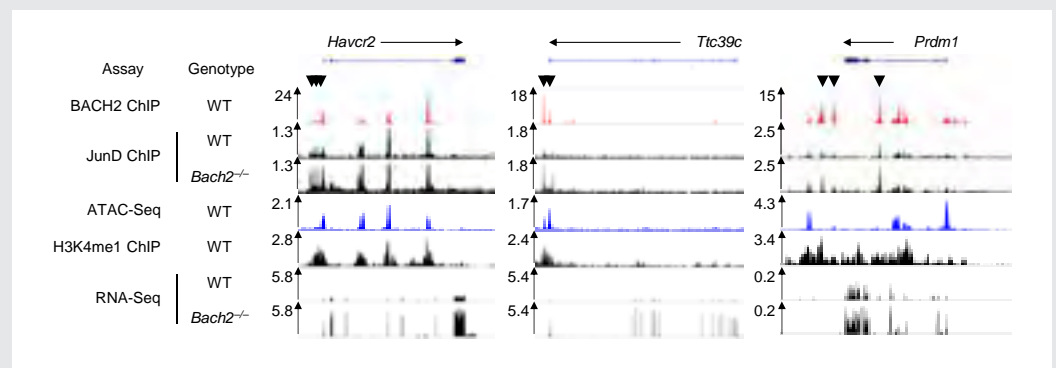 Havcr2 Ttc39c Prdm1
Assay Genotype
BACH2 ChIP WT 24 18 15
JunD ChIP WT 1.3 1.8 2.5
Bach2–/– 1.3 1.8 2.5
ATAC-Seq WT 2.1 1.7 4.3
H3K4me1 ChIP WT 2.8 2.4 3.4
RNA-Seq WT 5.8 5.4 0.2
Bach2–/– 5.8 5.4 0.2